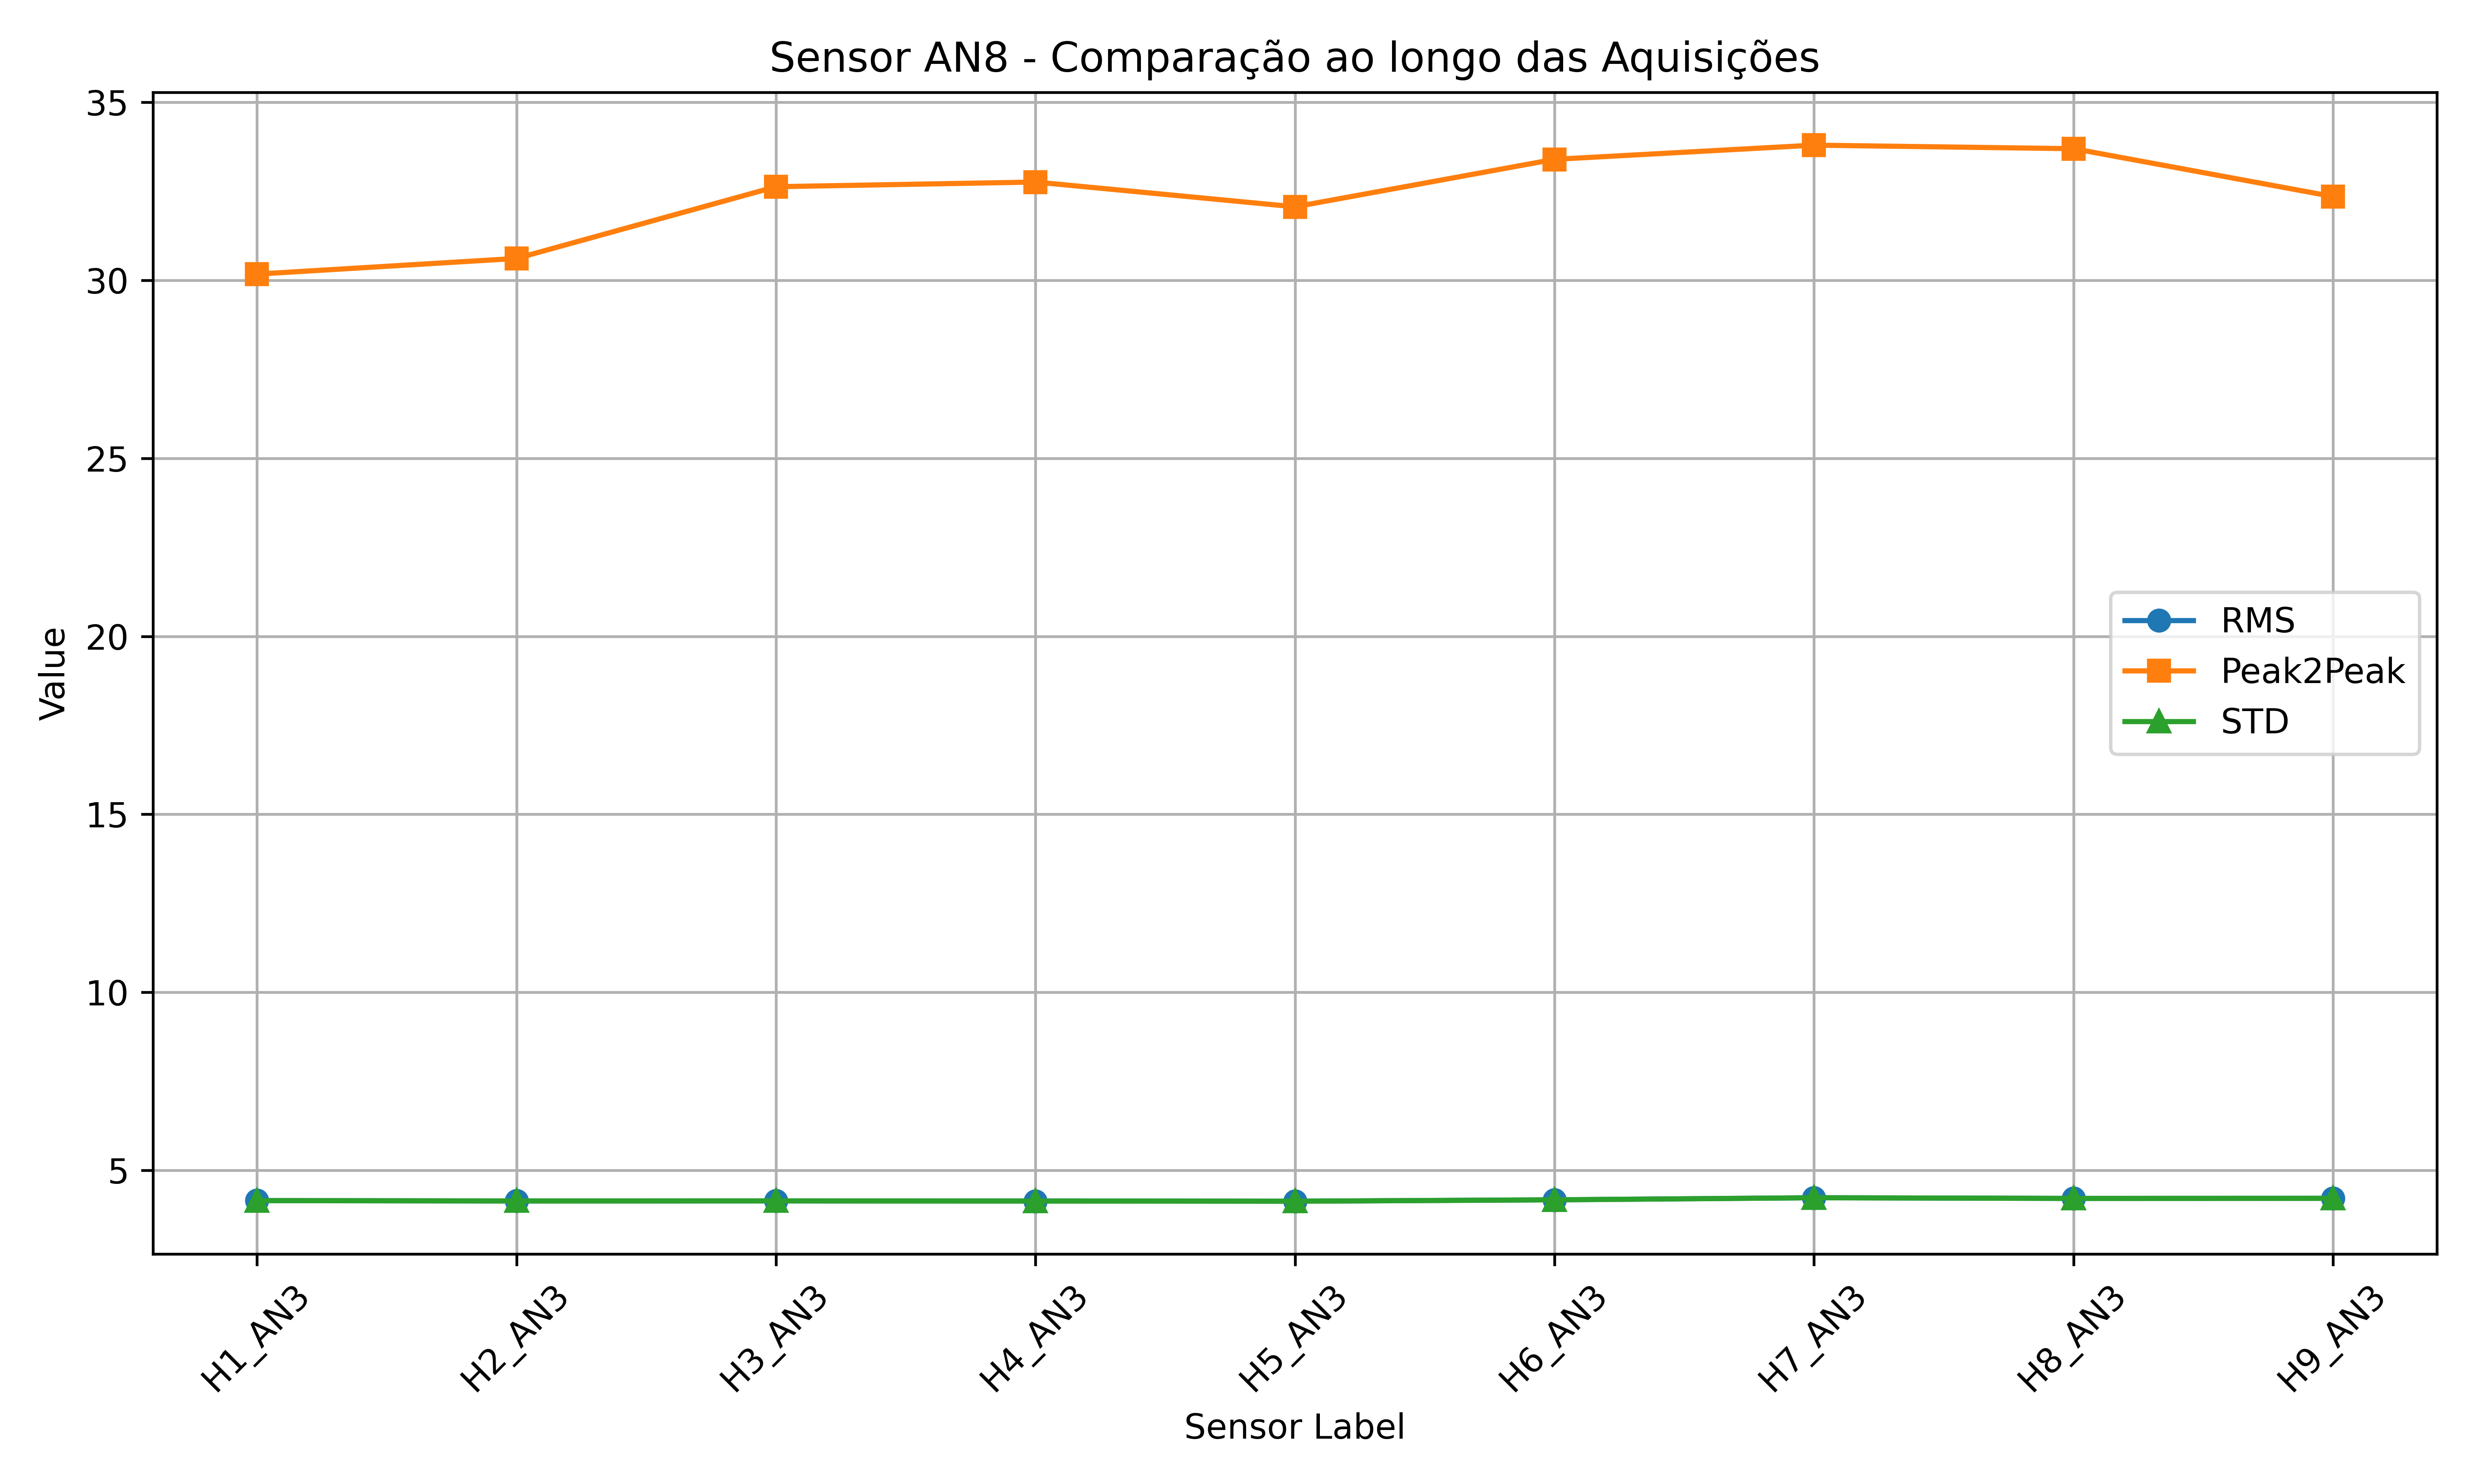 Sensor AN8 - Comparação ao longo das Aquisições
35
30
25
20
15
10
5
Value
RMS
Peak2Peak
STD
H1_AN3
H2_AN3
H3_AN3
H4_AN3
H5_AN3
H6_AN3
H7_AN3
H8_AN3
H9_AN3
Sensor Label